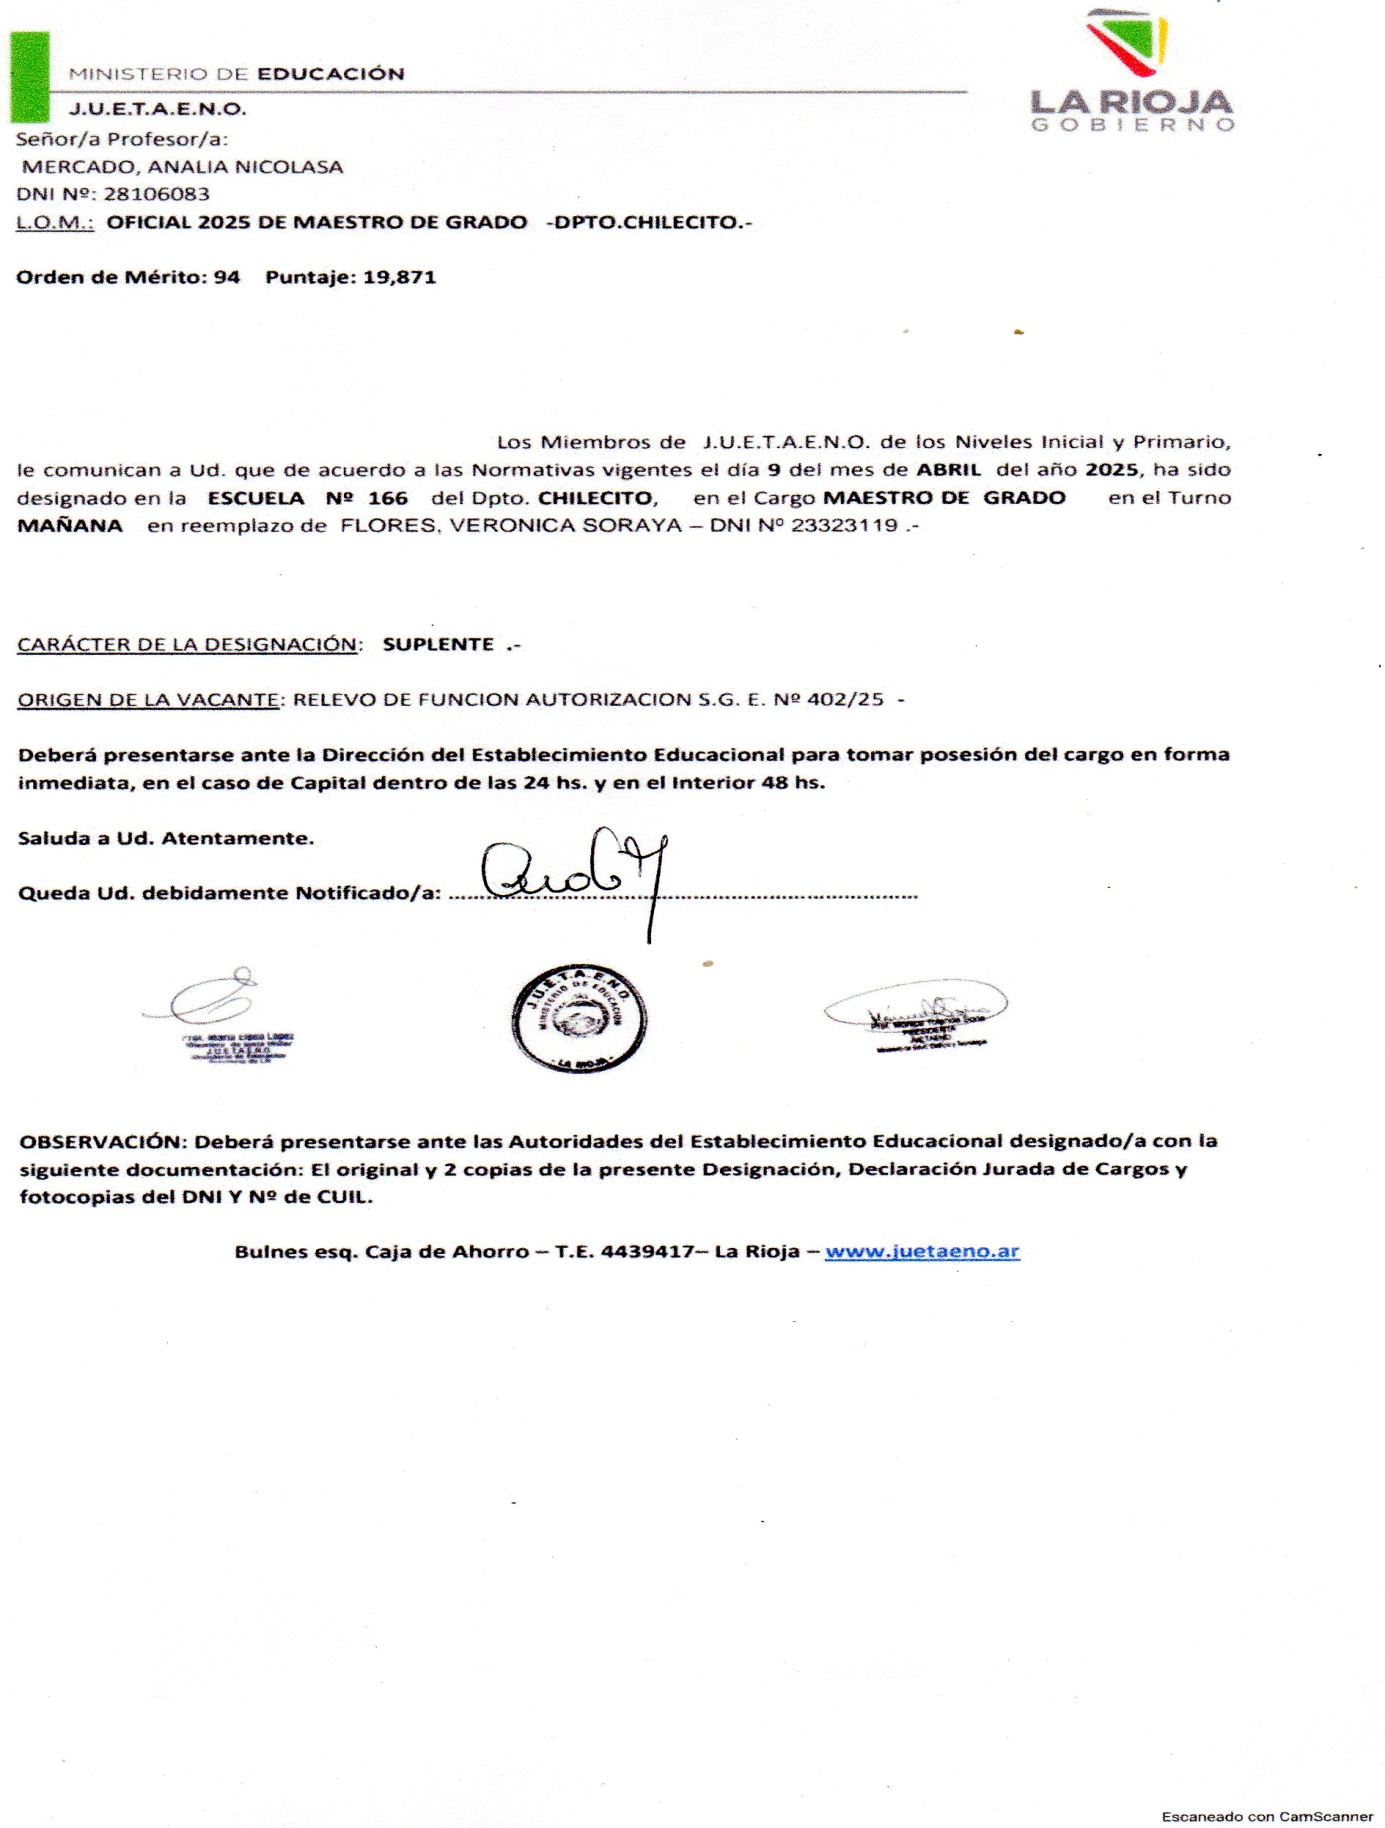 MINISTERIO DE EDUCACIÓN
J.U.E.T.A.E.N.O.
LA RIOJA
GOBIERNO
Señor/a Profesor/a:
MERCADO, ANALIA NICOLASA
DNI Nº: 28106083
L.O.M.: OFICIAL 2025 DE MAESTRO DE GRADO -DPTO.CHILECITO.-
Orden de Mérito: 94 Puntaje: 19,871
Los Miembros de J.U.E.T.A.E.N.O. de los Niveles Inicial y Primario,
le comunican a Ud. que de acuerdo a las Normativas vigentes el día 9 del mes de ABRIL del año 2025, ha sido
designado en la ESCUELA Nº 166 del Dpto. CHILECITO, en el Cargo MAESTRO DE GRADO en el Turno
MAÑANA en reemplazo de FLORES, VERONICA SORAYA – DNI Nº 23323119 .-
CARÁCTER DE LA DESIGNACIÓN: SUPLENTE .-
ORIGEN DE LA VACANTE: RELEVO DE FUNCION AUTORIZACION S.G. E. Nº 402/25 -
Deberá presentarse ante la Dirección del Establecimiento Educacional para tomar posesión del cargo en forma
inmediata, en el caso de Capital dentro de las 24 hs. y en el Interior 48 hs.
Saluda a Ud. Atentamente.
Queda Ud. debidamente Notificado/a: ........................................................................
J.U.E.T.A.E.N.O.
MINISTERIO DE EDUCACION
- LA RIOJA -
Prof. María Lopez
J.U.E.T.A.E.N.O.
PRESIDENTA
JUETAENO
OBSERVACIÓN: Deberá presentarse ante las Autoridades del Establecimiento Educacional designado/a con la
siguiente documentación: El original y 2 copias de la presente Designación, Declaración Jurada de Cargos y
fotocopias del DNI Y Nº de CUIL.
Bulnes esq. Caja de Ahorro – T.E. 4439417– La Rioja – www.juetaeno.ar
Escaneado con CamScanner